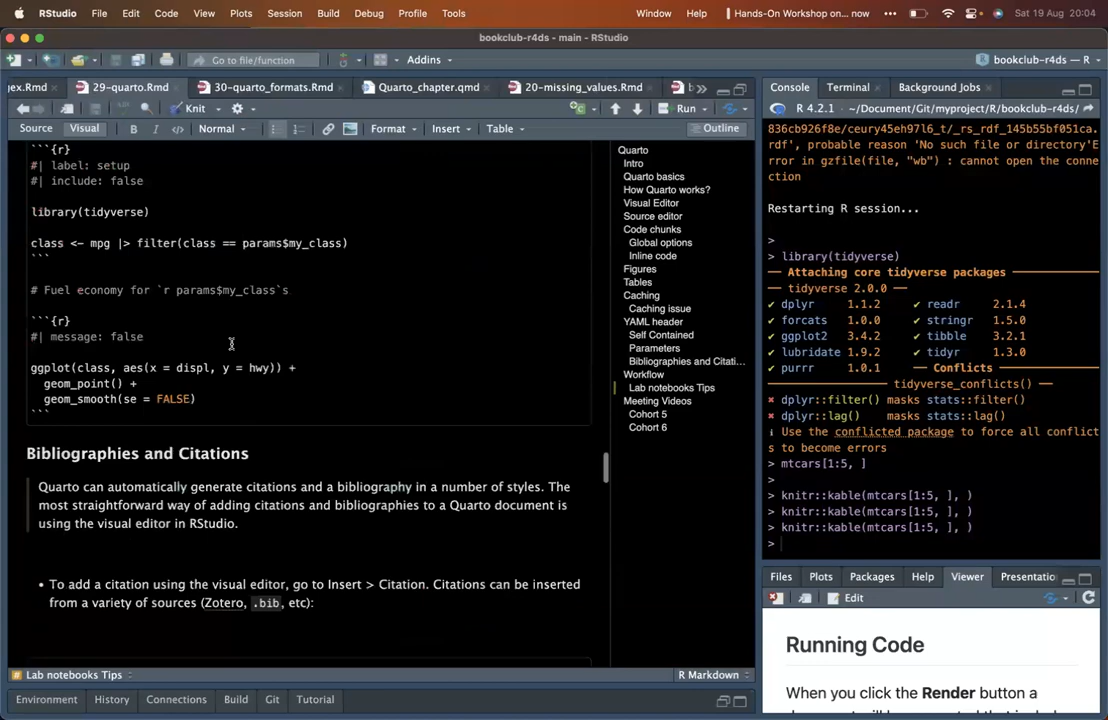 RStudio File Edit Code View Plots Session Build Debug Profile Tools Window Help Hands-On Workshop on... now Sat 19 Aug 20:04
bookclub-r4ds - main - RStudio
Go to file/function Addins bookclub-r4ds — R
gex.Rmd 29-quarto.Rmd 30-quarto_formats.Rmd Quarto_chapter.qmd 20-missing_values.Rmd
Knit Run
Source Visual B I Normal Format Insert Table Outline
```{r}
#| label: setup
#| include: false
library(tidyverse)
class <- mpg |> filter(class == params$my_class)
```
# Fuel economy for `r params$my_class`s
```{r}
#| message: false
ggplot(class, aes(x = displ, y = hwy)) +
geom_point() +
geom_smooth(se = FALSE)
```
Bibliographies and Citations
Quarto can automatically generate citations and a bibliography in a number of styles. The
most straightforward way of adding citations and bibliographies to a Quarto document is
using the visual editor in RStudio.
• To add a citation using the visual editor, go to Insert > Citation. Citations can be inserted
from a variety of sources (Zotero, .bib, etc):
# Lab notebooks Tips R Markdown
Environment History Connections Build Git Tutorial
Quarto
Intro
Quarto basics
How Quarto works?
Visual Editor
Source editor
Code chunks
Global options
Inline code
Figures
Tables
Caching
Caching issue
YAML header
Self Contained
Parameters
Bibliographies and Citati...
Workflow
Lab notebooks Tips
Meeting Videos
Cohort 5
Cohort 6
Console Terminal Background Jobs
R 4.2.1 · ~/Document/Git/myproject/R/bookclub-r4ds/
836cb926f8e/ceury45eh97l6_t/_rs_rdf_145b55bf051ca.
rdf', probable reason 'No such file or directory'E
error in gzfile(file, "wb") : cannot open the conne
ction
Restarting R session...
>
> library(tidyverse)
— Attaching core tidyverse packages ————
———— tidyverse 2.0.0 ————
✔ dplyr 1.1.2 ✔ readr 2.1.4
✔ forcats 1.0.0 ✔ stringr 1.5.0
✔ ggplot2 3.4.2 ✔ tibble 3.2.1
✔ lubridate 1.9.2 ✔ tidyr 1.3.0
✔ purrr 1.0.1 —— Conflicts ————
———— tidyverse_conflicts() ——
✖ dplyr::filter() masks stats::filter()
✖ dplyr::lag() masks stats::lag()
ℹ Use the conflicted package to force all conflict
s to become errors
> mtcars[1:5, ]
>
> knitr::kable(mtcars[1:5, ], )
> knitr::kable(mtcars[1:5, ], )
> knitr::kable(mtcars[1:5, ], )
>
Files Plots Packages Help Viewer Presentatio
Edit
Running Code
When you click the Render button a